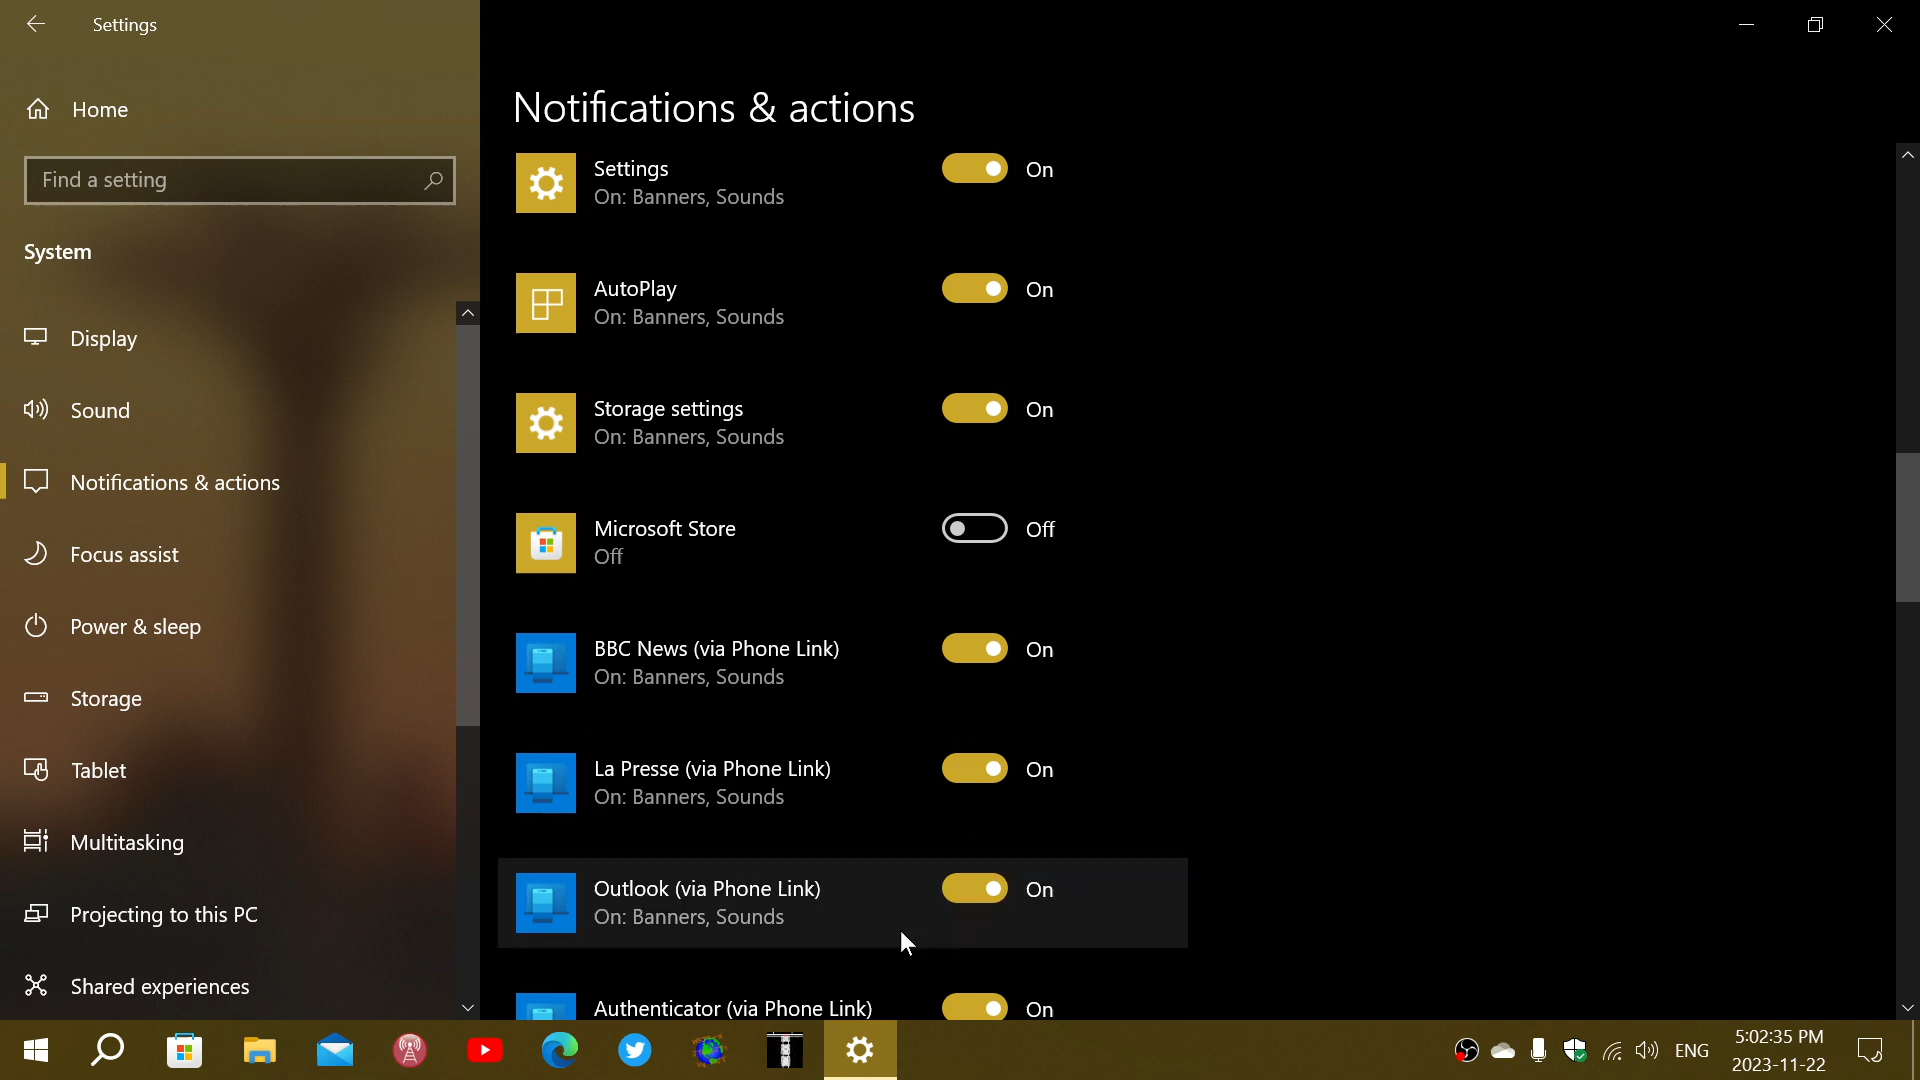 Settings
Home
Find a setting
System
Display
Sound
Notifications & actions
Focus assist
Power & sleep
Storage
Tablet
Multitasking
Projecting to this PC
Shared experiences
Notifications & actions
Settings
On: Banners, Sounds
On
AutoPlay
On: Banners, Sounds
On
Storage settings
On: Banners, Sounds
On
Microsoft Store
Off
Off
BBC News (via Phone Link)
On: Banners, Sounds
On
La Presse (via Phone Link)
On: Banners, Sounds
On
Outlook (via Phone Link)
On: Banners, Sounds
On
Authenticator (via Phone Link)
On
ENG
5:02:35 PM
2023-11-22